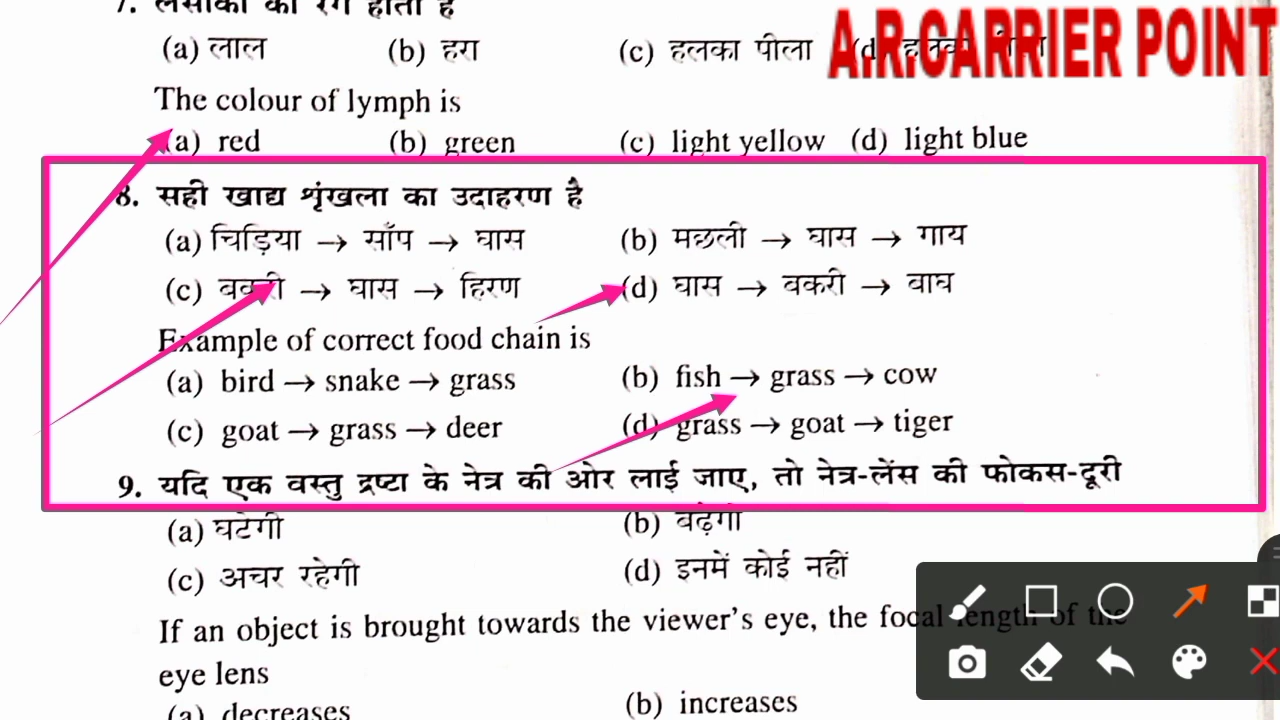 7. लसीका का रंग होता है
A.R.CARRIER POINT
(a) लाल (b) हरा (c) हलका पीला (d)
The colour of lymph is
(a) red (b) green (c) light yellow (d) light blue
8. सही खाद्य शृंखला का उदाहरण है
(a) चिड़िया → साँप → घास (b) मछली → घास → गाय
(c) बकरी → घास → हिरण (d) घास → बकरी → बाघ
Example of correct food chain is
(a) bird → snake → grass (b) fish → grass → cow
(c) goat → grass → deer (d) grass → goat → tiger
9. यदि एक वस्तु द्रष्टा के नेत्र की ओर लाई जाए, तो नेत्र-लेंस की फोकस-दूरी
(a) घटेगी (b) बढ़ेगी
(c) अचर रहेगी (d) इनमें कोई नहीं
If an object is brought towards the viewer's eye, the focal length of the
eye lens
(a) decreases (b) increases